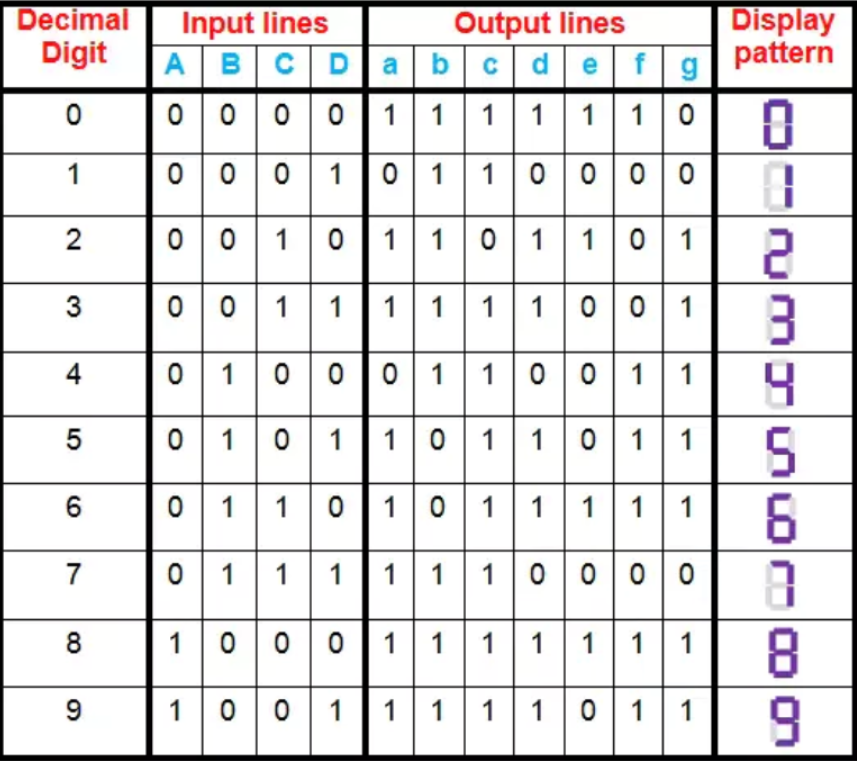 Decimal Digit Input lines Output lines Display pattern
A B C D a b c d e f g
0 0 0 0 0 1 1 1 1 1 1 0 0
1 0 0 0 1 0 1 1 0 0 0 0 1
2 0 0 1 0 1 1 0 1 1 0 1 2
3 0 0 1 1 1 1 1 1 0 0 1 3
4 0 1 0 0 0 1 1 0 0 1 1 4
5 0 1 0 1 1 0 1 1 0 1 1 5
6 0 1 1 0 1 0 1 1 1 1 1 6
7 0 1 1 1 1 1 1 0 0 0 0 7
8 1 0 0 0 1 1 1 1 1 1 1 8
9 1 0 0 1 1 1 1 1 0 1 1 9